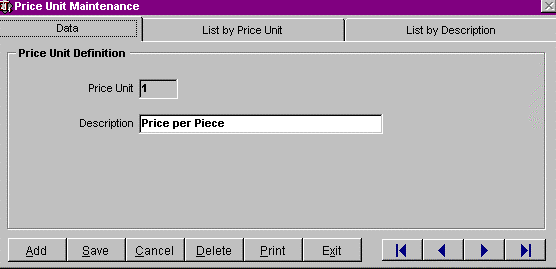 Price Unit Maintenance
Data
List by Price Unit
List by Description
Price Unit Definition
Price Unit 1
Description Price per Piece
Add Save Cancel Delete Print Exit